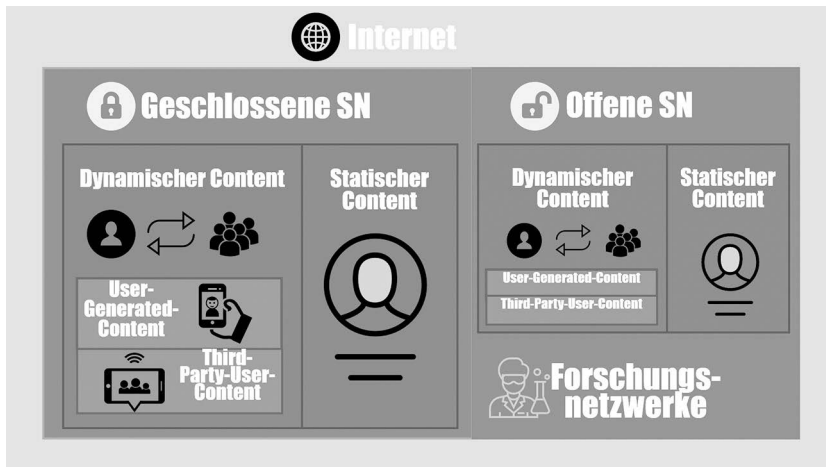 Internet
Geschlossene SN
Dynamischer Content
User-
Generated-
Content
Third-
Party-User-
Content
Statischer
Content
Offene SN
Dynamischer
Content
User-Generated-Content
Third-Party-User-Content
Statischer
Content
Forschungs-
netzwerke